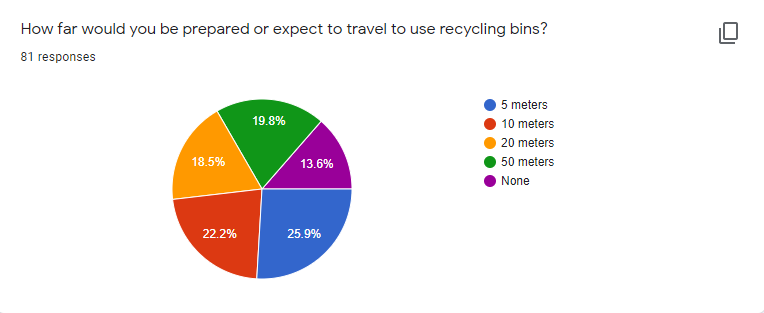 How far would you be prepared or expect to travel to use recycling bins?
81 responses
19.8%
18.5%
13.6%
22.2%
25.9%
5 meters
10 meters
20 meters
50 meters
None